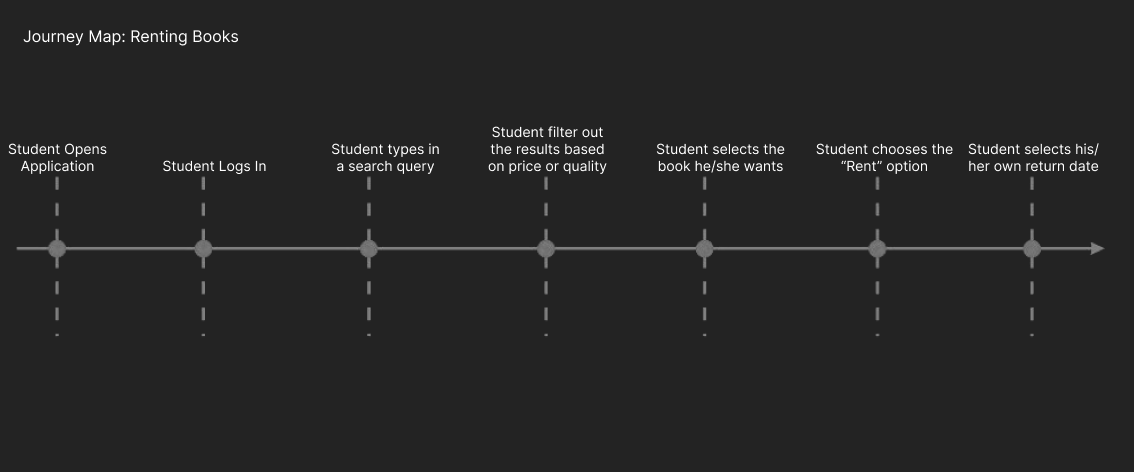 Journey Map: Renting Books
Student Opens
Application
Student Logs In
Student types in
a search query
Student filter out
the results based
on price or quality
Student selects the
book he/she wants
Student chooses the
“Rent” option
Student selects his/
her own return date